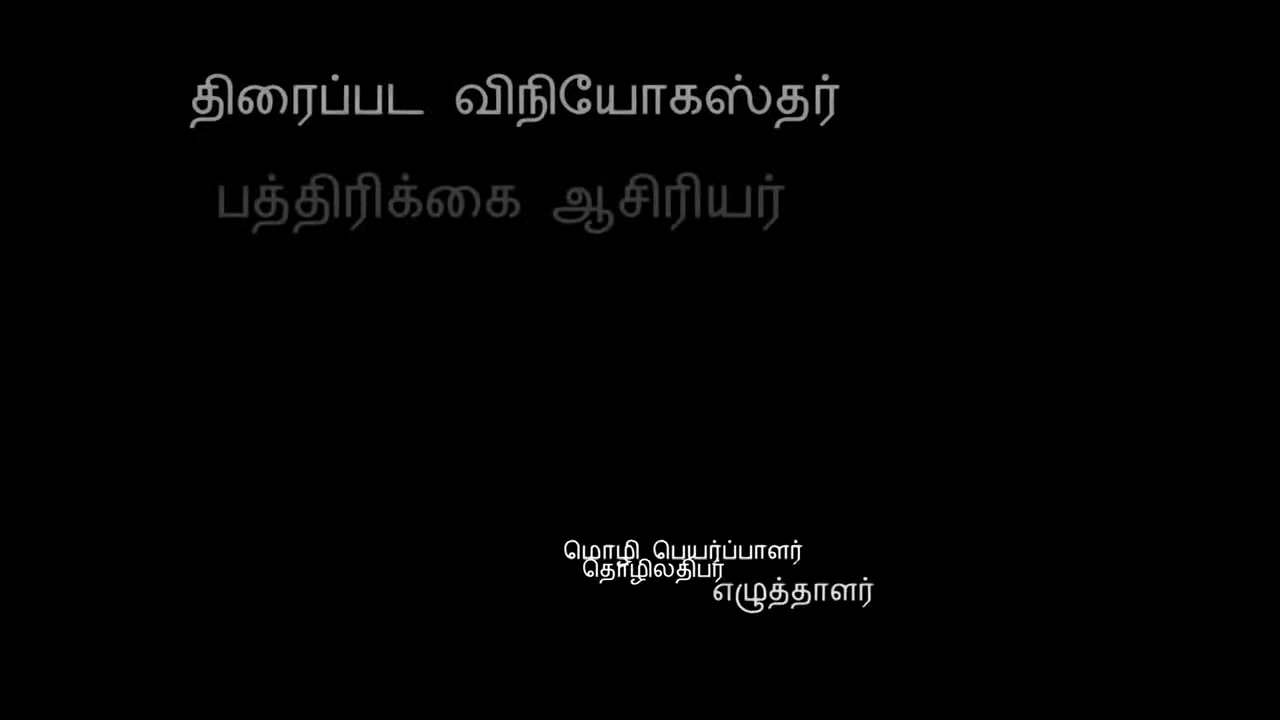 திரைப்பட விநியோகஸ்தர்
பத்திரிக்கை ஆசிரியர்
மொழி பெயர்ப்பாளர்
தொழிலதிபர்
எழுத்தாளர்